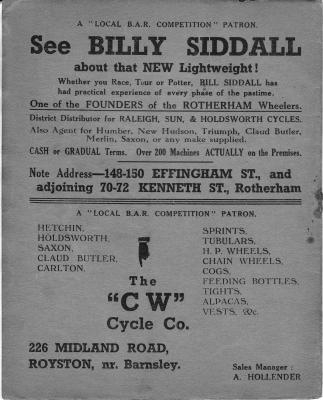 A "LOCAL B.A.R. COMPETITION" PATRON.
See BILLY SIDDALL
about that NEW Lightweight!
Whether you Race, Tour or Potter, BILL SIDDALL has
had practical experience of every phase of the pastime.
One of the FOUNDERS of the ROTHERHAM Wheelers.
District Distributor for RALEIGH, SUN, & HOLDSWORTH CYCLES.
Also Agent for Humber, New Hudson, Triumph, Claud Butler,
Merlin, Saxon, or any make supplied.
CASH or GRADUAL Terms. Over 200 Machines ACTUALLY on the Premises.
Note Address—148-150 EFFINGHAM ST., and
adjoining 70-72 KENNETH ST., Rotherham
A "LOCAL B.A.R. COMPETITION" PATRON.
HETCHIN,
HOLDSWORTH,
SAXON,
CLAUD BUTLER,
CARLTON.
SPRINTS,
TUBULARS,
H. P. WHEELS,
CHAIN WHEELS,
COGS,
FEEDING BOTTLES,
TIGHTS,
ALPACAS,
VESTS, &c.
The
"CW"
Cycle Co.
226 MIDLAND ROAD,
ROYSTON, nr. Barnsley.
Sales Manager :
A. HOLLENDER